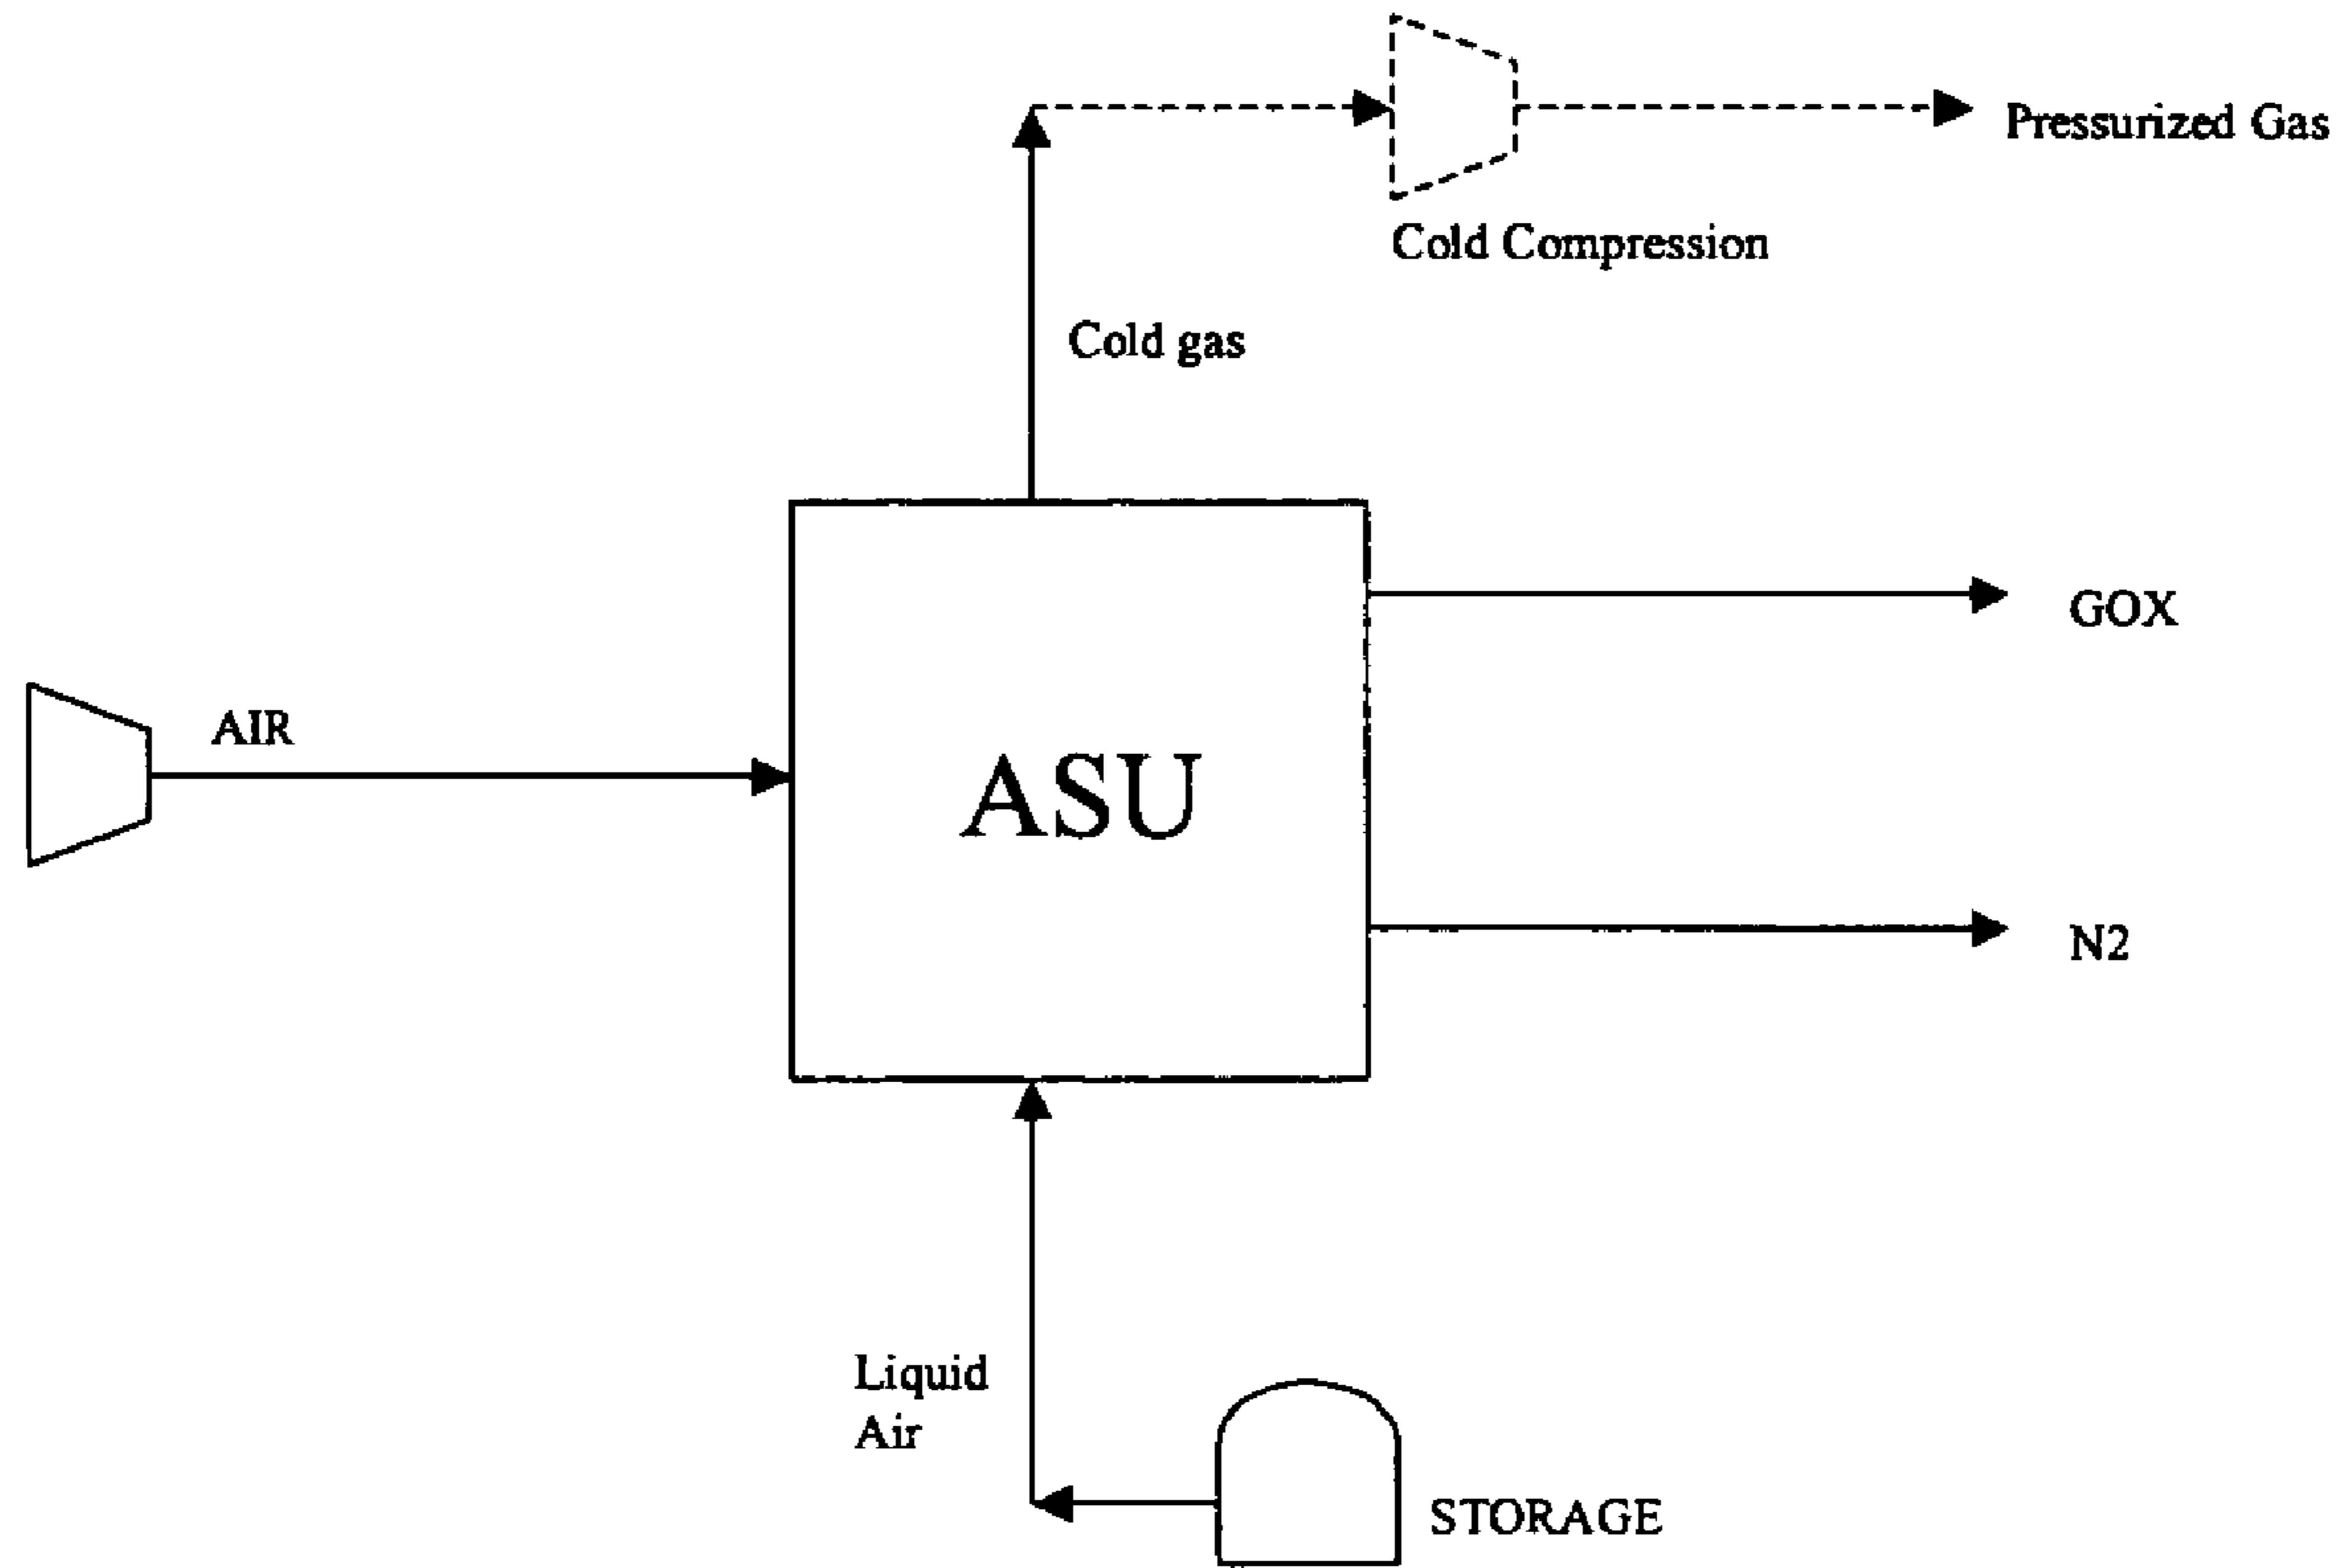 Pressurized Gas
Cold Compression
Cold gas
GOX
AIR
ASU
N2
Liquid
Air
STORAGE